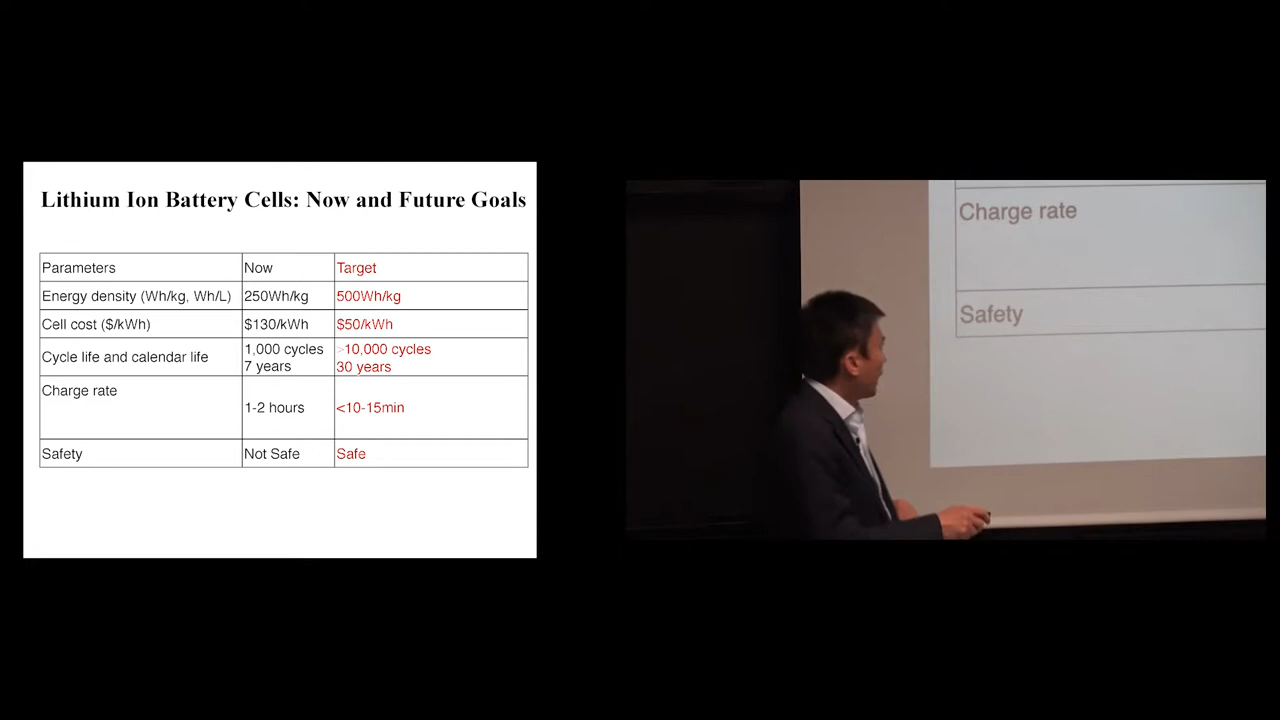 Lithium Ion Battery Cells: Now and Future Goals
Parameters Now Target
Energy density (Wh/kg, Wh/L) 250Wh/kg 500Wh/kg
Cell cost ($/kWh) $130/kWh $50/kWh
Cycle life and calendar life 1,000 cycles >10,000 cycles
7 years 30 years
Charge rate
1-2 hours <10-15min
Safety Not Safe Safe
Charge rate
Safety